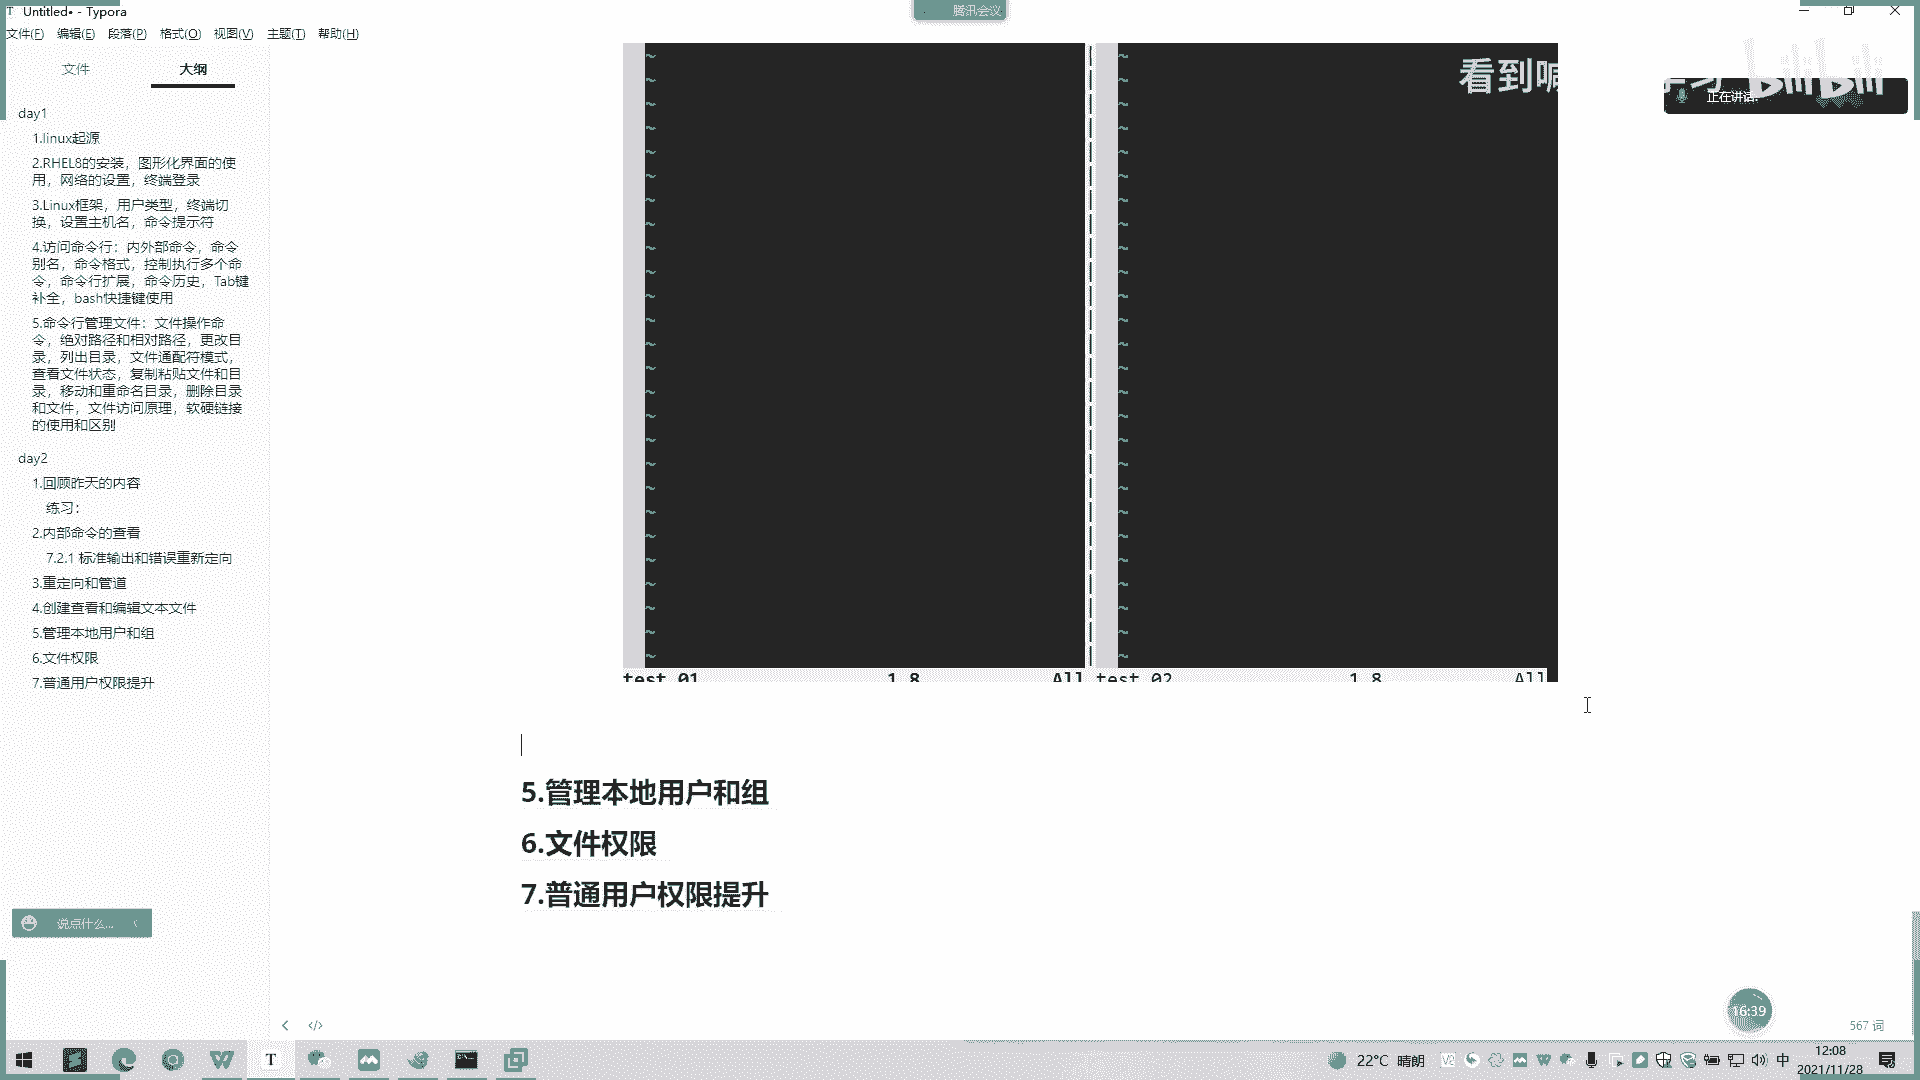 Untitled• - Typora
腾讯会议
文件(F) 编辑(E) 段落(P) 格式(O) 视图(V) 主题(T) 帮助(H)
文件 大纲
看到喊
学习 bilibili
正在讲话:
day1
1.linux起源
2.RHEL8的安装，图形化界面的使
用，网络的设置，终端登录
3.Linux框架，用户类型，终端切
换，设置主机名，命令提示符
4.访问命令行：内外部命令，命令
别名，命令格式，控制执行多个命
令，命令行扩展，命令历史，Tab键
补全，bash快捷键使用
5.命令行管理文件：文件操作命
令，绝对路径和相对路径，更改目
录，列出目录，文件通配符模式，
查看文件状态，复制粘贴文件和目
录，移动和重命名目录，删除目录
和文件，文件访问原理，软硬链接
的使用和区别
day2
1.回顾昨天的内容
练习：
2.内部命令的查看
7.2.1 标准输出和错误重新定向
3.重定向和管道
4.创建查看和编辑文本文件
5.管理本地用户和组
6.文件权限
7.普通用户权限提升
test 01 1,8 All test 02 1,8 All
5.管理本地用户和组
6.文件权限
7.普通用户权限提升
说点什么...
16:39
567 词
22°C 晴朗
中
12:08
2021/11/28